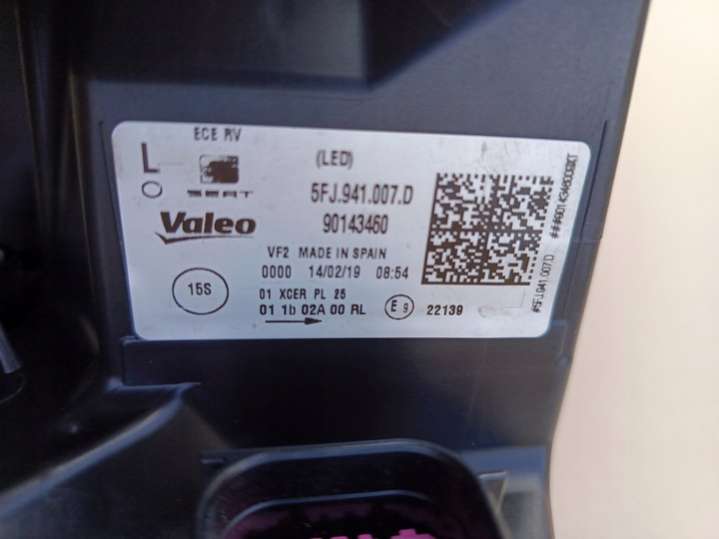 ECE RV
L
(LED)
SEAT
5FJ.941.007.D
Valeo
90143460
VF2 MADE IN SPAIN
0000 14/02/19 08:54
15S
01 XCER PL 25
01 1b 02A 00 RL
E9
22139
#5FJ.941.007.D